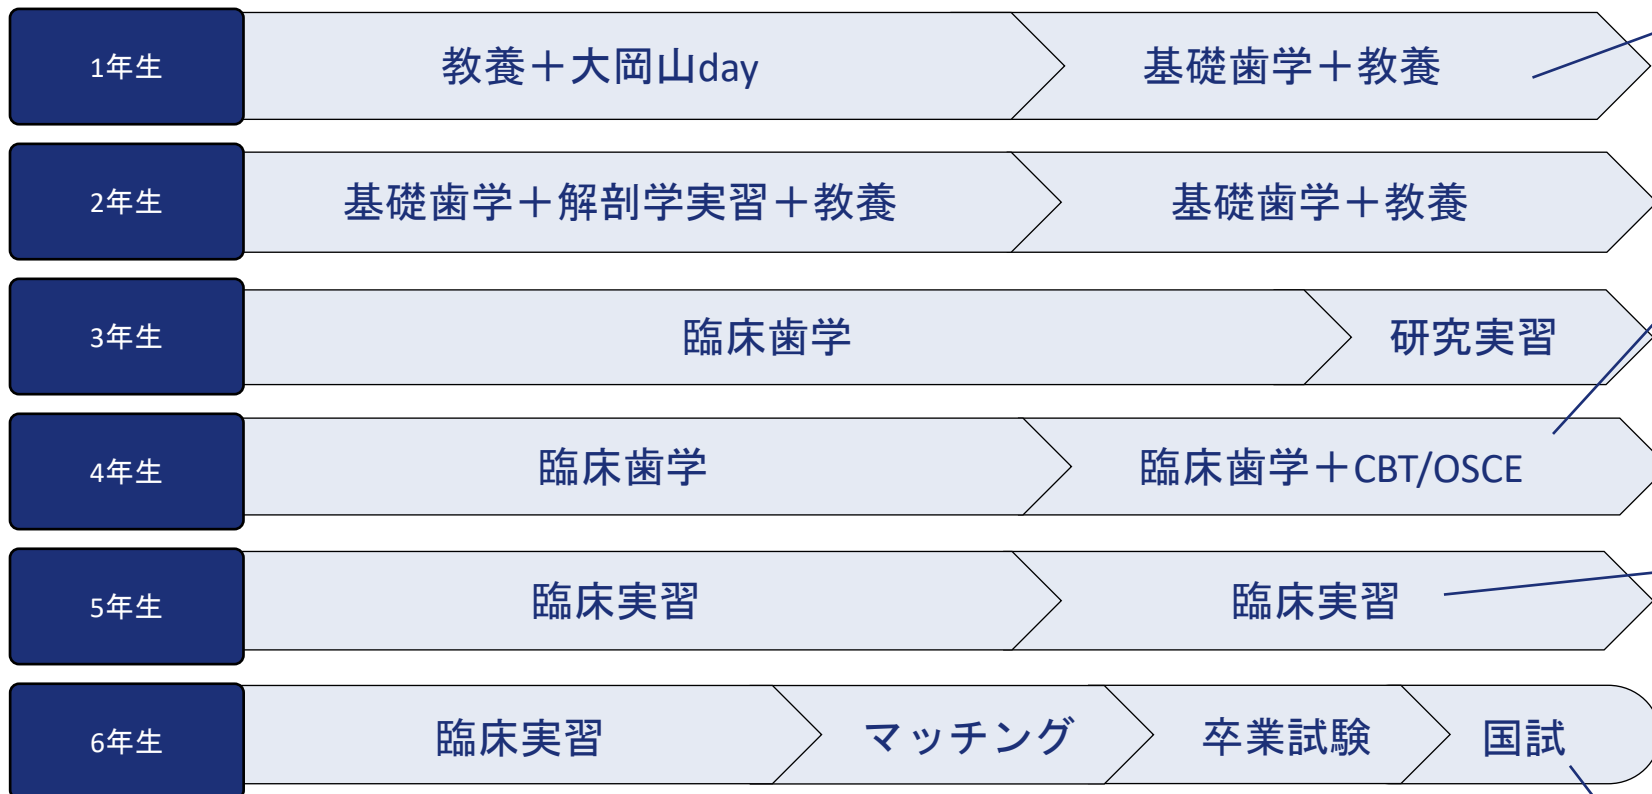 1年生 教養＋大岡山day 基礎歯学＋教養
2年生 基礎歯学＋解剖学実習＋教養 基礎歯学＋教養
3年生 臨床歯学 研究実習
4年生 臨床歯学 臨床歯学＋CBT/OSCE
5年生 臨床実習 臨床実習
6年生 臨床実習 マッチング 卒業試験 国試